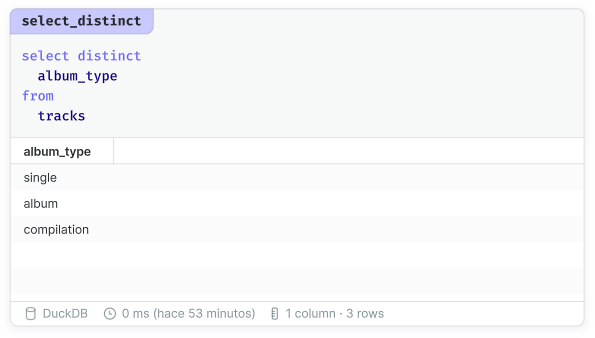 select_distinct
select distinct
album_type
from
tracks
album_type
single
album
compilation
DuckDB 0 ms (hace 53 minutos) 1 column · 3 rows